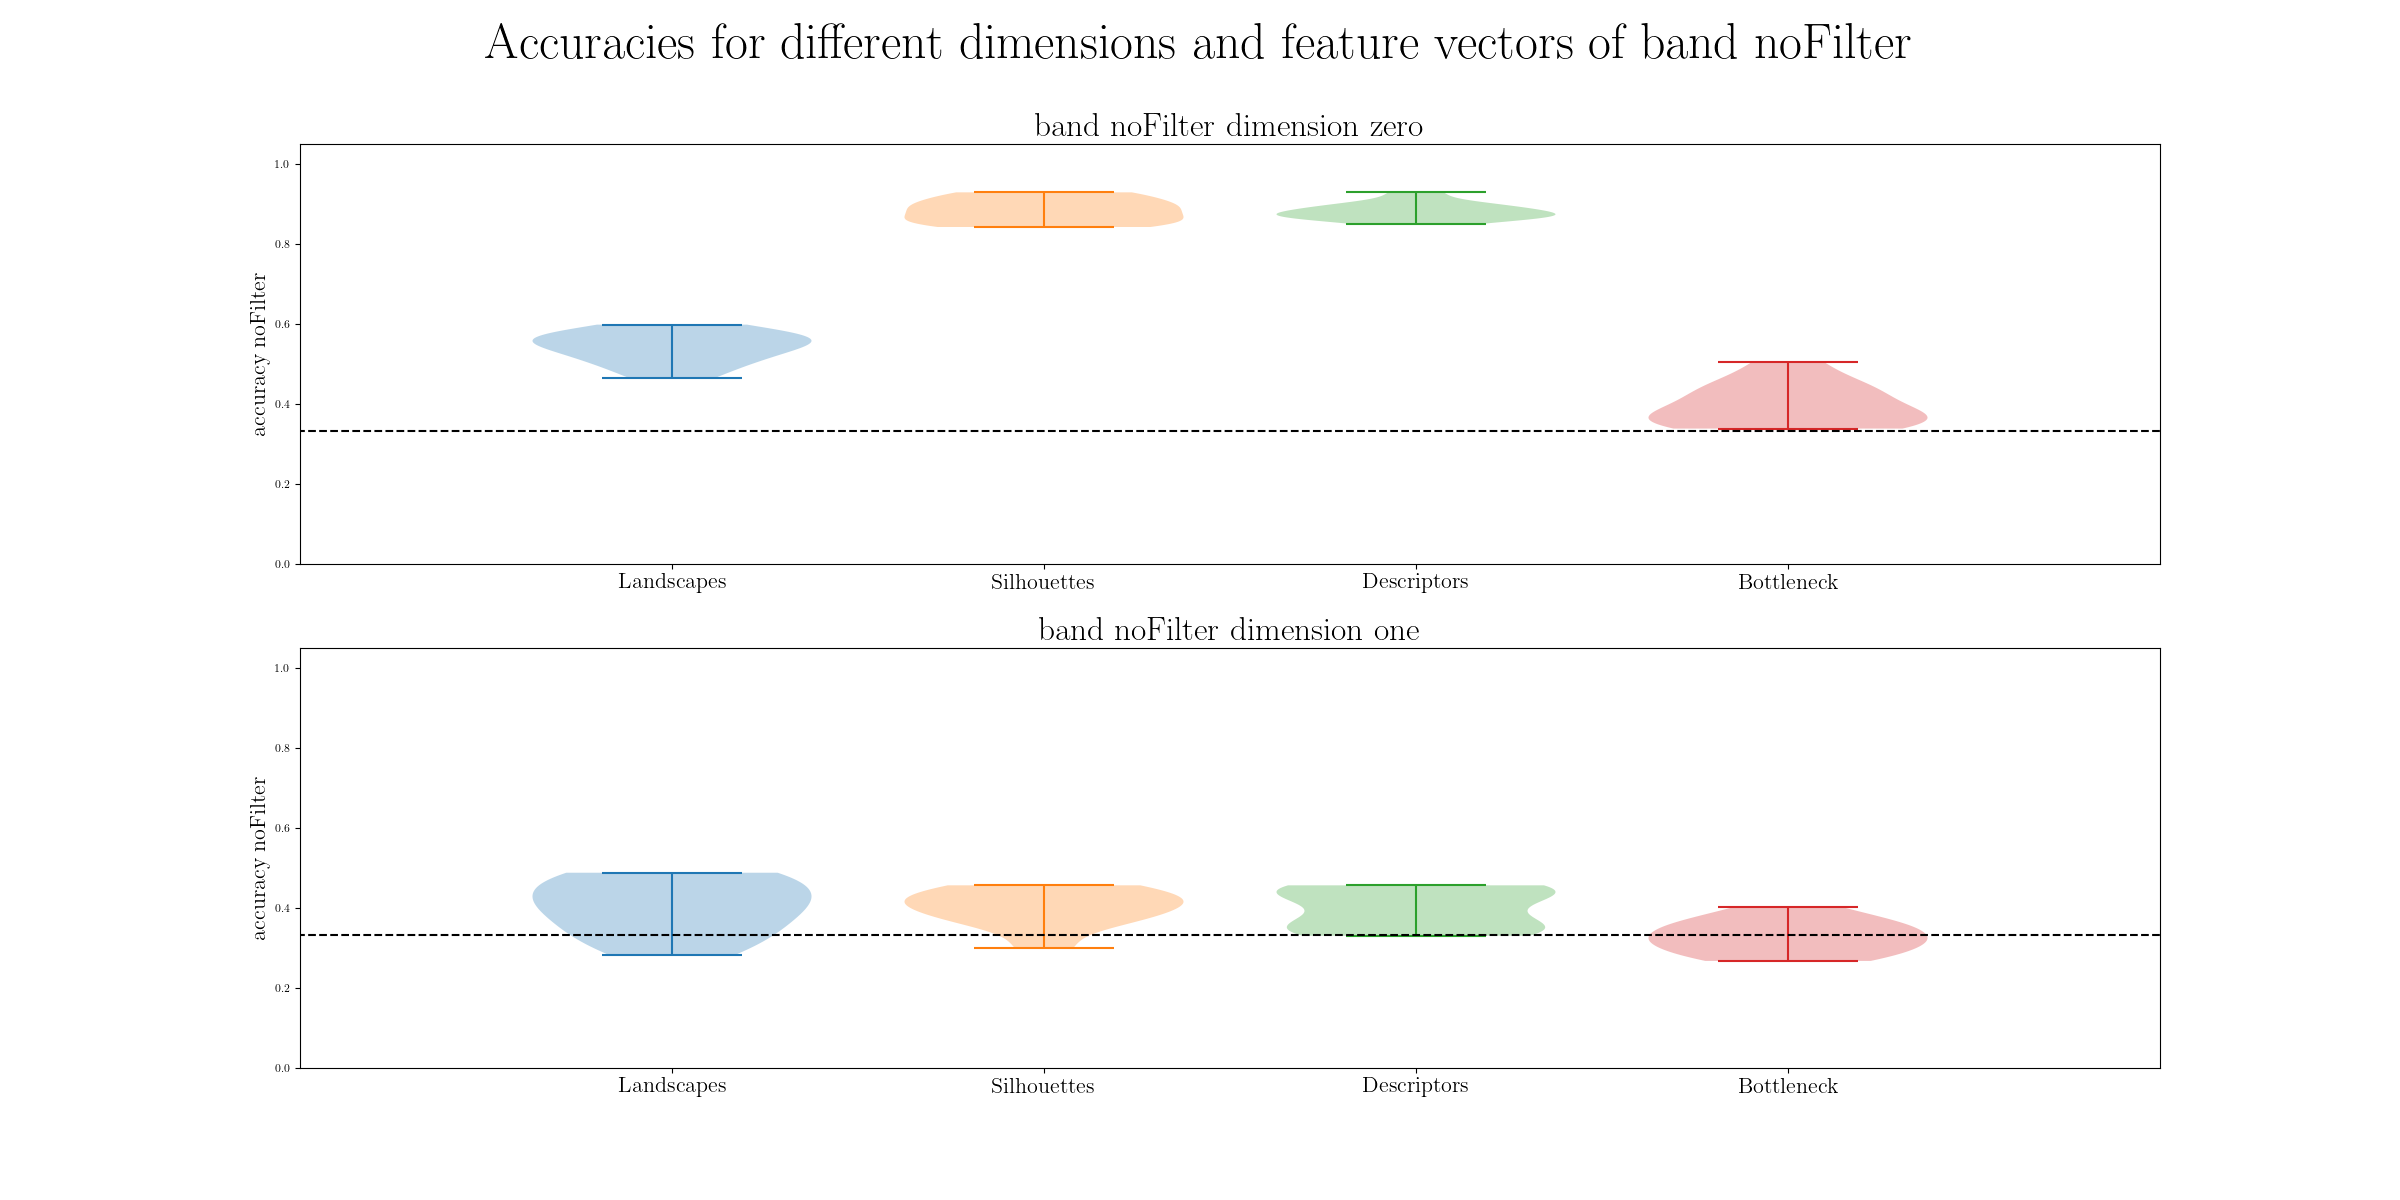 Accuracies for different dimensions and feature vectors of band noFilter
band noFilter dimension zero
accuracy noFilter
1.0
0.8
0.6
0.4
0.2
0.0
Landscapes Silhouettes Descriptors Bottleneck
band noFilter dimension one
accuracy noFilter
1.0
0.8
0.6
0.4
0.2
0.0
Landscapes Silhouettes Descriptors Bottleneck